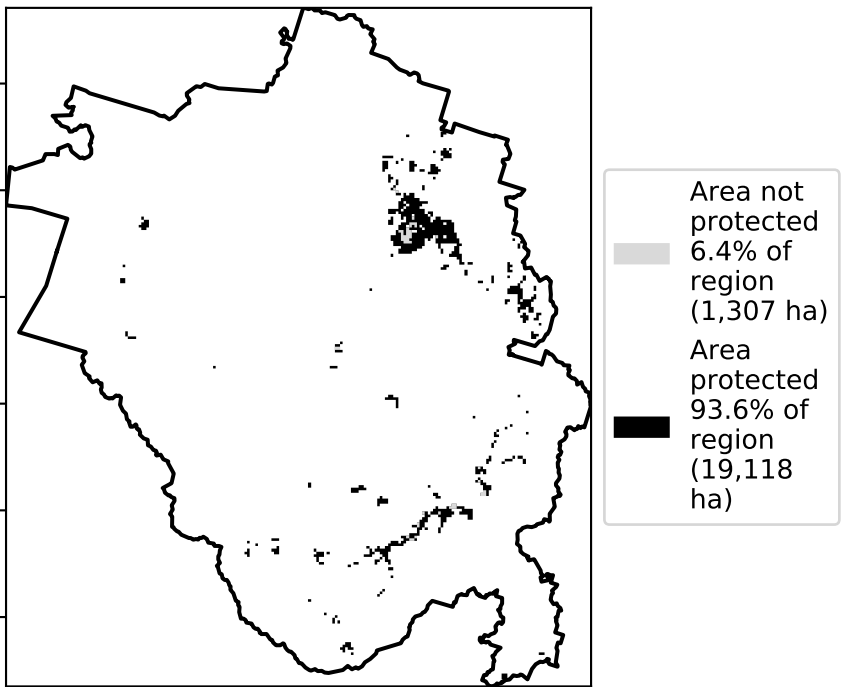 Area not
protected
6.4% of
region
(1,307 ha)
Area
protected
93.6% of
region
(19,118
ha)